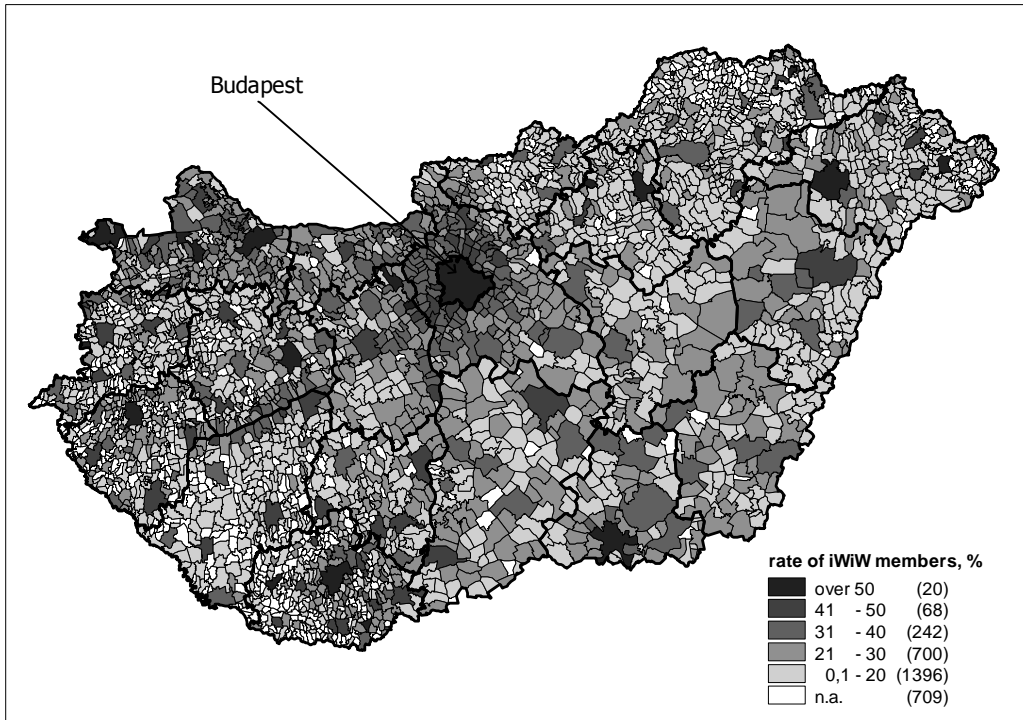 Budapest
rate of iWiW members, %
over 50 (20)
41 - 50 (68)
31 - 40 (242)
21 - 30 (700)
0,1 - 20 (1396)
n.a. (709)